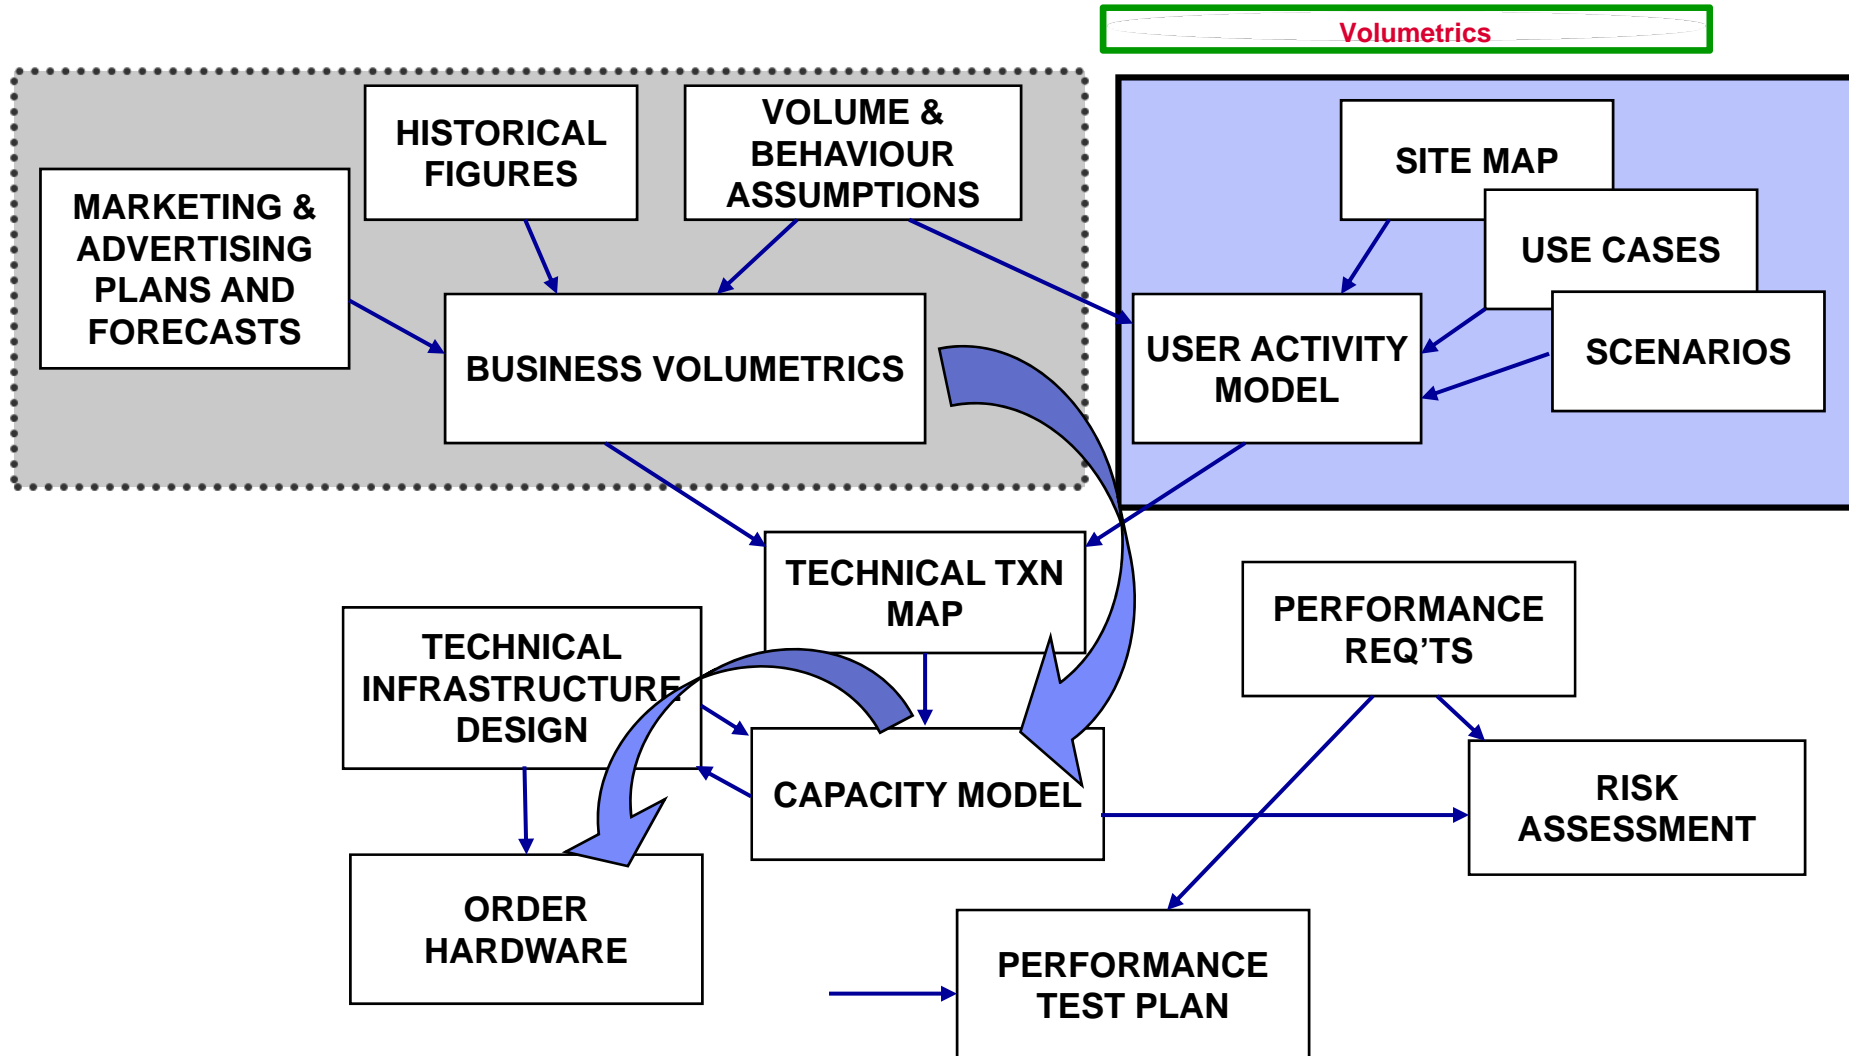 Volumetrics
HISTORICAL
FIGURES
VOLUME &
BEHAVIOUR
ASSUMPTIONS
SITE MAP
MARKETING &
ADVERTISING
PLANS AND
FORECASTS
USE CASES
BUSINESS VOLUMETRICS
USER ACTIVITY
MODEL
SCENARIOS
TECHNICAL TXN
MAP
PERFORMANCE
REQ’TS
TECHNICAL
INFRASTRUCTURE
DESIGN
CAPACITY MODEL
RISK
ASSESSMENT
ORDER
HARDWARE
PERFORMANCE
TEST PLAN